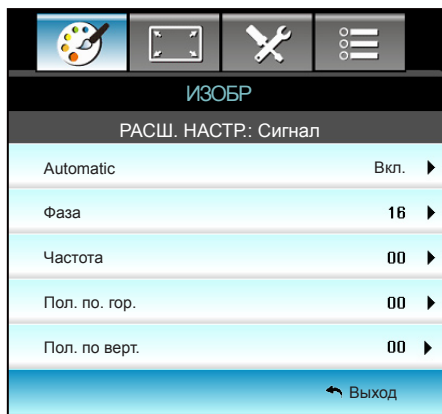 ИЗОБР
РАСШ. НАСТР.: Сигнал
Automatic Вкл.
Фаза 16
Частота 00
Пол. по. гор. 00
Пол. по верт. 00
Выход